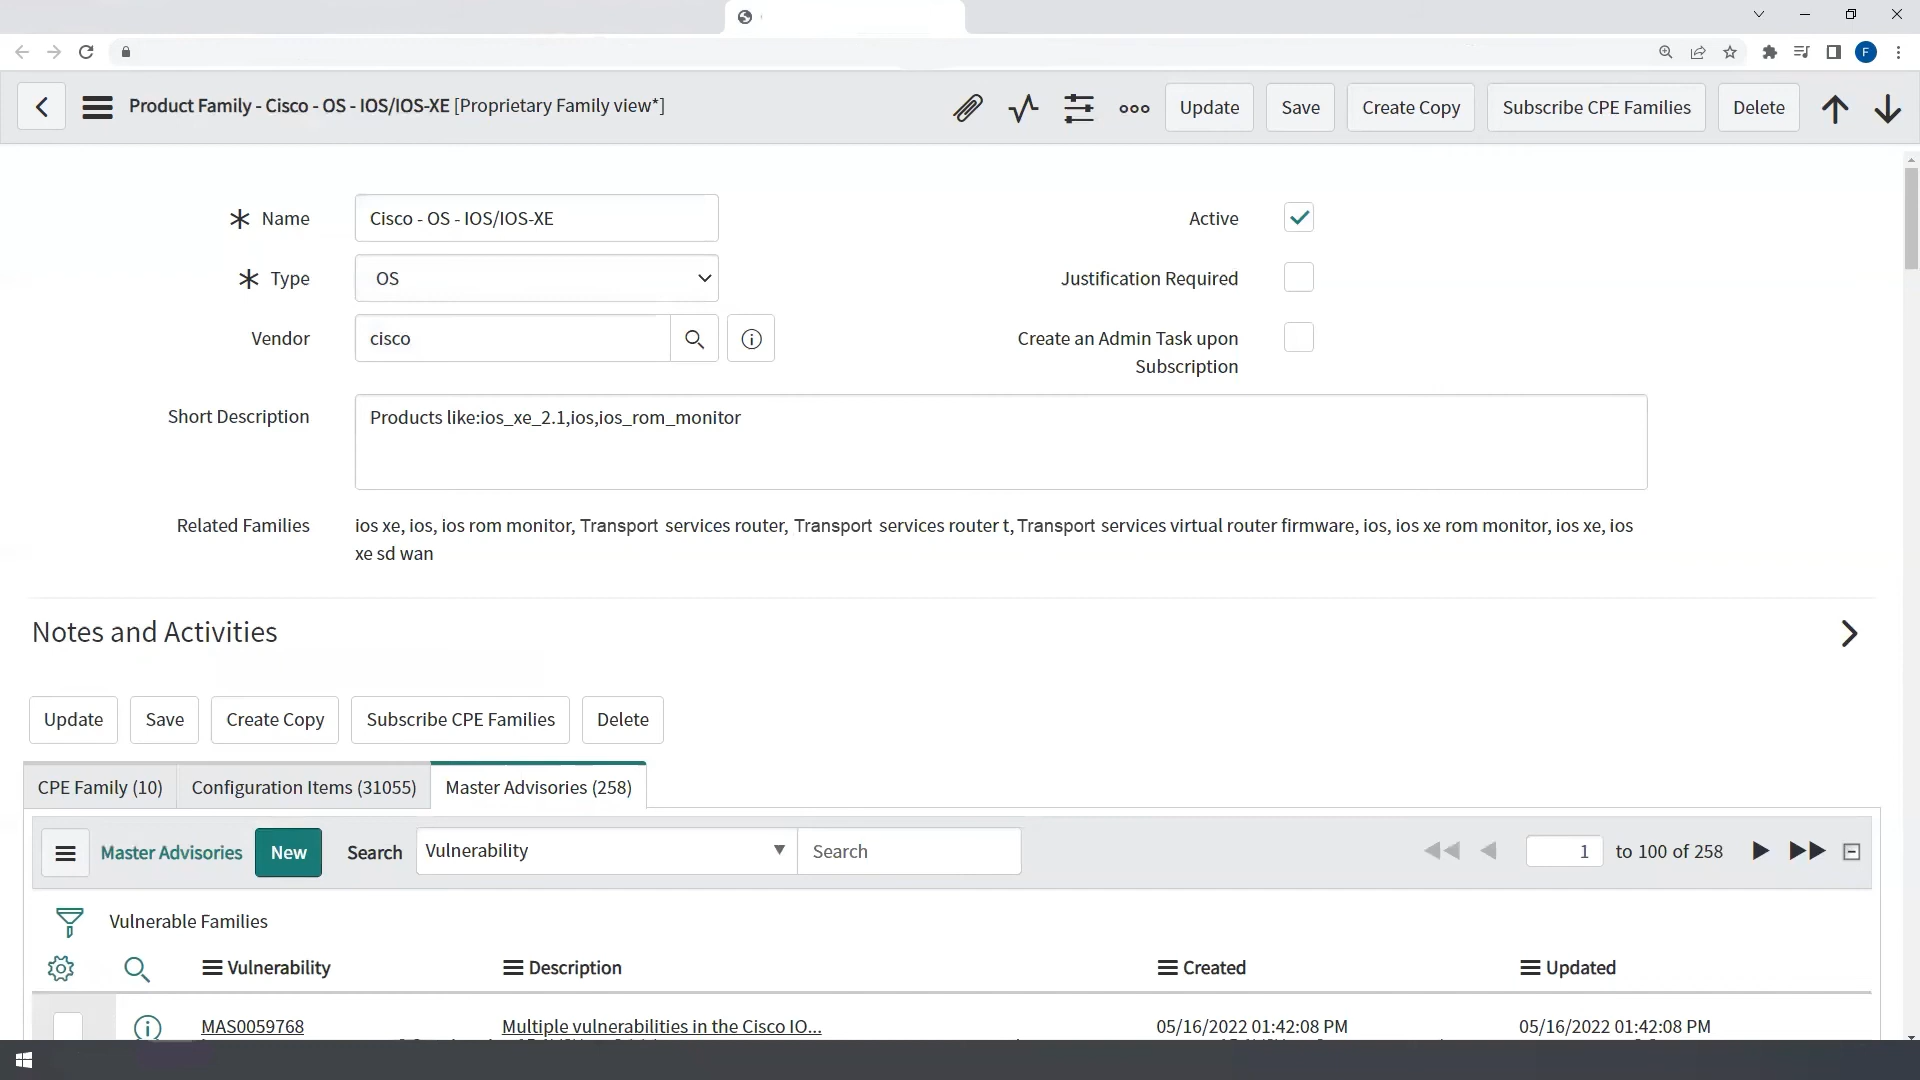 F
Product Family - Cisco - OS - IOS/IOS-XE [Proprietary Family view*]
Update
Save
Create Copy
Subscribe CPE Families
Delete
Name
Cisco - OS - IOS/IOS-XE
Active
Type
OS
Justification Required
Vendor
cisco
Create an Admin Task upon
Subscription
Short Description
Products like:ios_xe_2.1,ios,ios_rom_monitor
Related Families
ios xe, ios, ios rom monitor, Transport services router, Transport services router t, Transport services virtual router firmware, ios, ios xe rom monitor, ios xe, ios
xe sd wan
Notes and Activities
Update
Save
Create Copy
Subscribe CPE Families
Delete
CPE Family (10)
Configuration Items (31055)
Master Advisories (258)
Master Advisories
New
Search
Vulnerability
Search
1
to 100 of 258
Vulnerable Families
Vulnerability
Description
Created
Updated
MAS0059768
Multiple vulnerabilities in the Cisco IO...
05/16/2022 01:42:08 PM
05/16/2022 01:42:08 PM